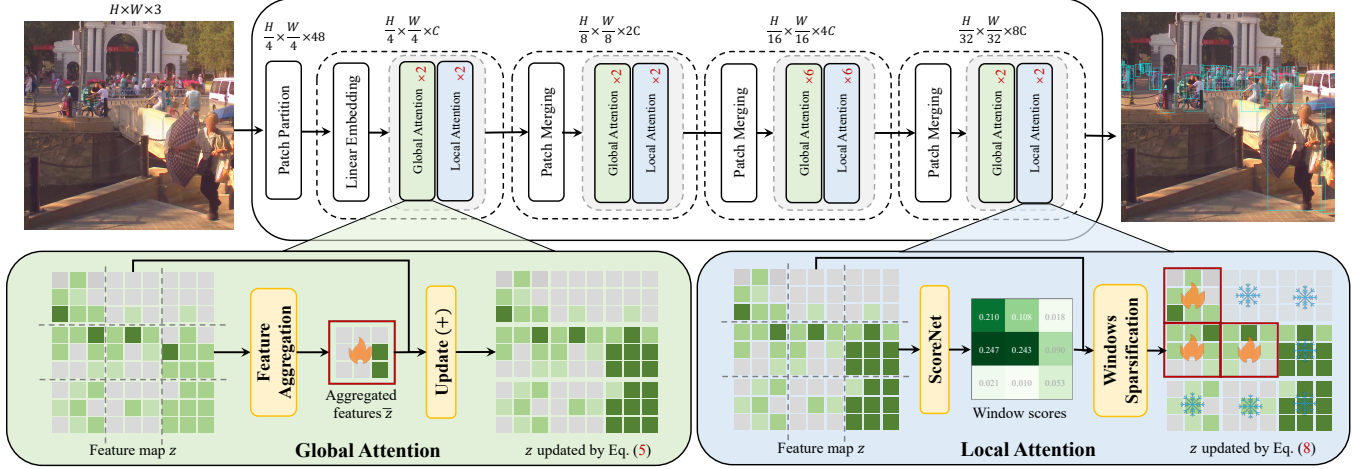 H×W×3
H/4 × W/4 ×48
H/4 × W/4 ×C
H/8 × W/8 ×2C
H/16 × W/16 ×4C
H/32 × W/32 ×8C
Patch Partition
Linear Embedding
Global Attention ×2
Local Attention ×2
Patch Merging
Global Attention ×2
Local Attention ×2
Patch Merging
Global Attention ×6
Local Attention ×6
Patch Merging
Global Attention ×2
Local Attention ×2
Feature
Aggregation
Aggregated
features z̅
Update (+)
Feature map z
Global Attention
z updated by Eq. (5)
ScoreNet
0.210 0.108 0.018
0.247 0.243 0.090
0.021 0.010 0.053
Window scores
Windows
Sparsification
Feature map z
Local Attention
z updated by Eq. (8)